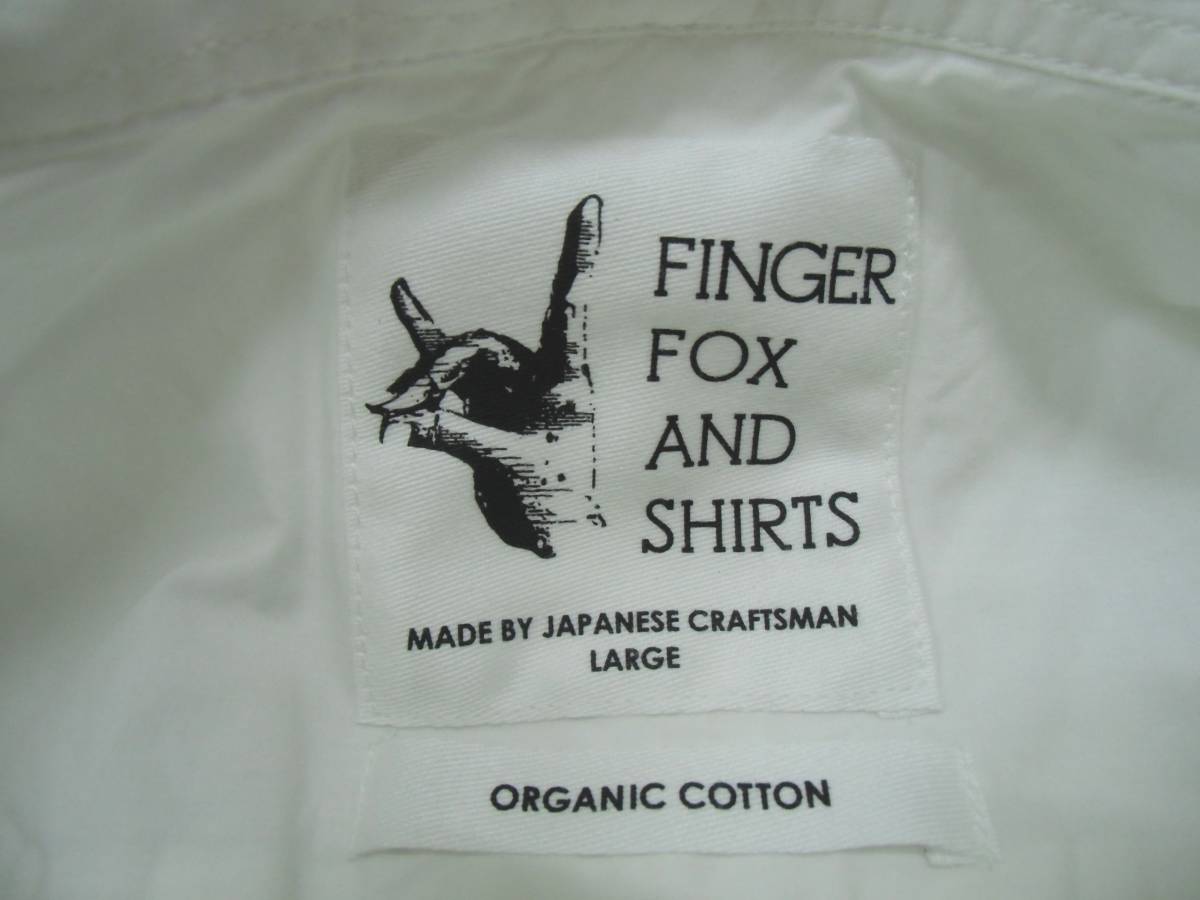 FINGER
FOX
AND
SHIRTS
MADE BY JAPANESE CRAFTSMAN
LARGE
ORGANIC COTTON